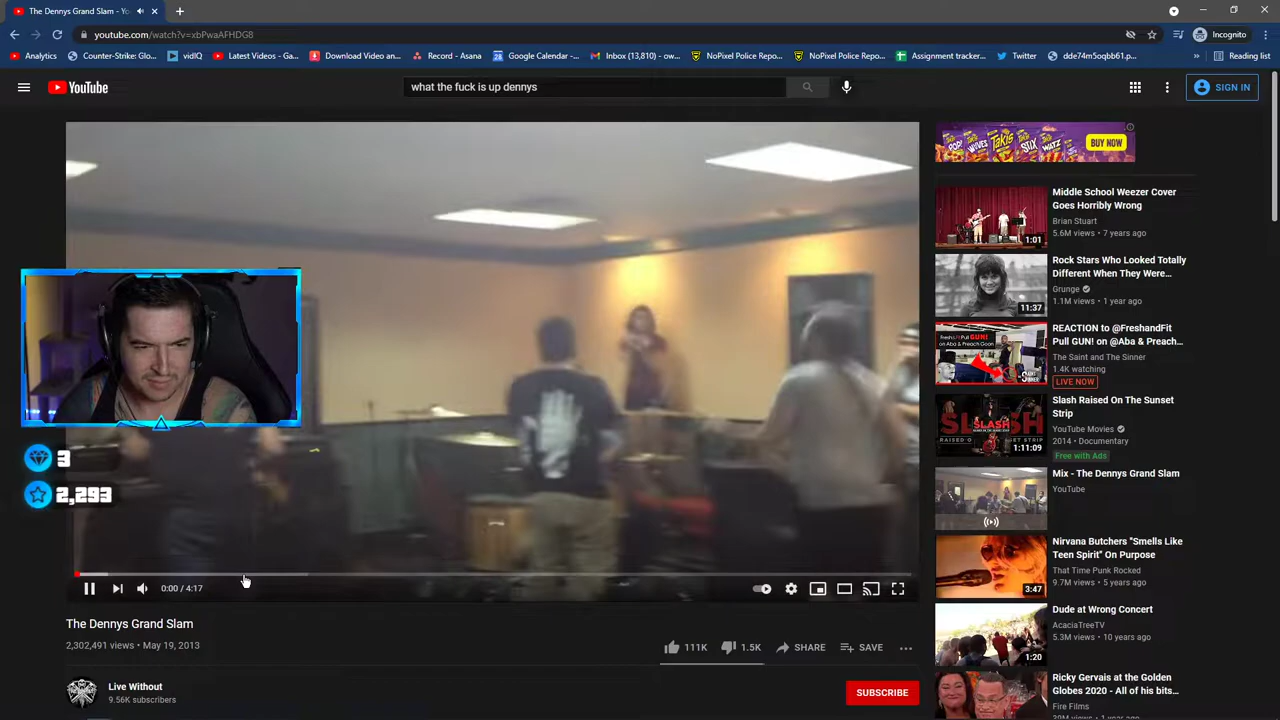 The Dennys Grand Slam - Yo
youtube.com/watch?v=xbPwaAFHDG8
Incognito
Analytics
Counter-Strike: Glo...
vidIQ
Latest Videos - Ga...
Download Video an...
Record - Asana
Google Calendar -...
Inbox (13,810) - ow...
NoPixel Police Repo...
NoPixel Police Repo...
Assignment tracker...
Twitter
dde74m5oqbb61.p...
»
Reading list
YouTube
what the fuck is up dennys
SIGN IN
BUY NOW
Middle School Weezer Cover
Goes Horribly Wrong
Brian Stuart
5.6M views • 7 years ago
1:01
Rock Stars Who Looked Totally
Different When They Were...
Grunge
1.1M views • 1 year ago
11:37
REACTION to @FreshandFit
Pull GUN! on @Aba & Preach...
The Saint and The Sinner
1.4K watching
LIVE NOW
Slash Raised On The Sunset
Strip
YouTube Movies
2014 • Documentary
Free with Ads
1:11:09
Mix - The Dennys Grand Slam
YouTube
Nirvana Butchers "Smells Like
Teen Spirit" On Purpose
That Time Punk Rocked
9.7M views • 5 years ago
3:47
Dude at Wrong Concert
AcaciaTreeTV
5.3M views • 10 years ago
1:20
Ricky Gervais at the Golden
Globes 2020 - All of his bits...
Fire Films
3
2,293
0:00 / 4:17
The Dennys Grand Slam
2,302,491 views • May 19, 2013
111K
1.5K
SHARE
SAVE
Live Without
9.56K subscribers
SUBSCRIBE